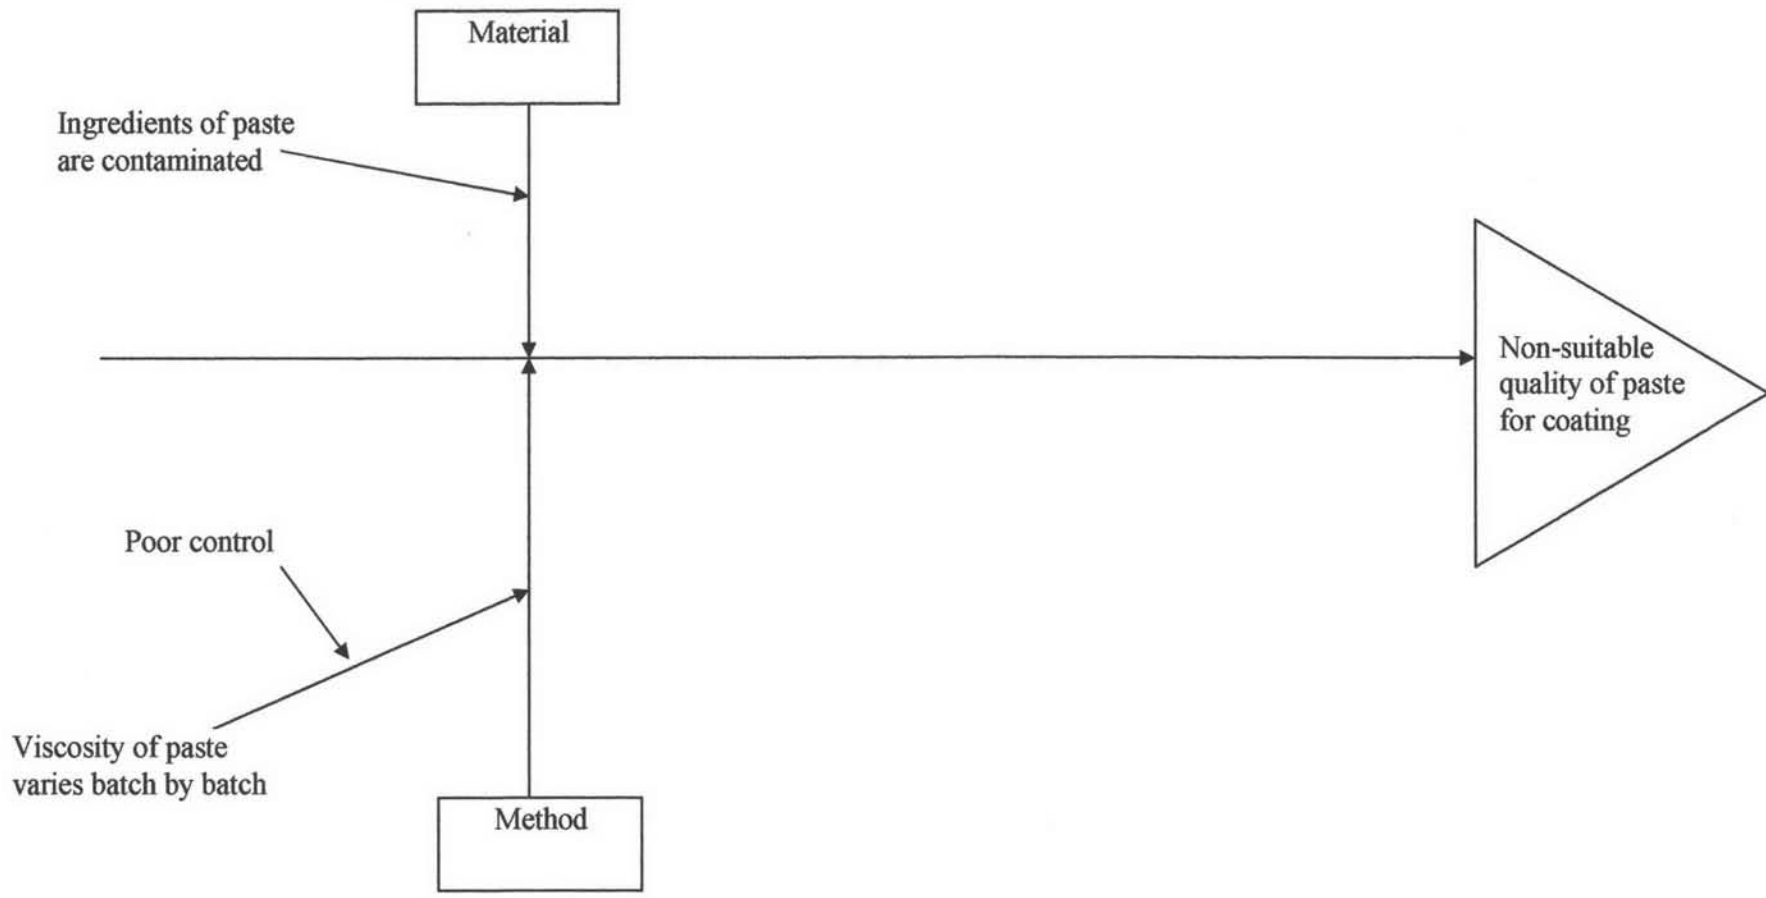 Material
Ingredients of paste
are contaminated
Non-suitable
quality of paste
for coating
Poor control
Viscosity of paste
varies batch by batch
Method